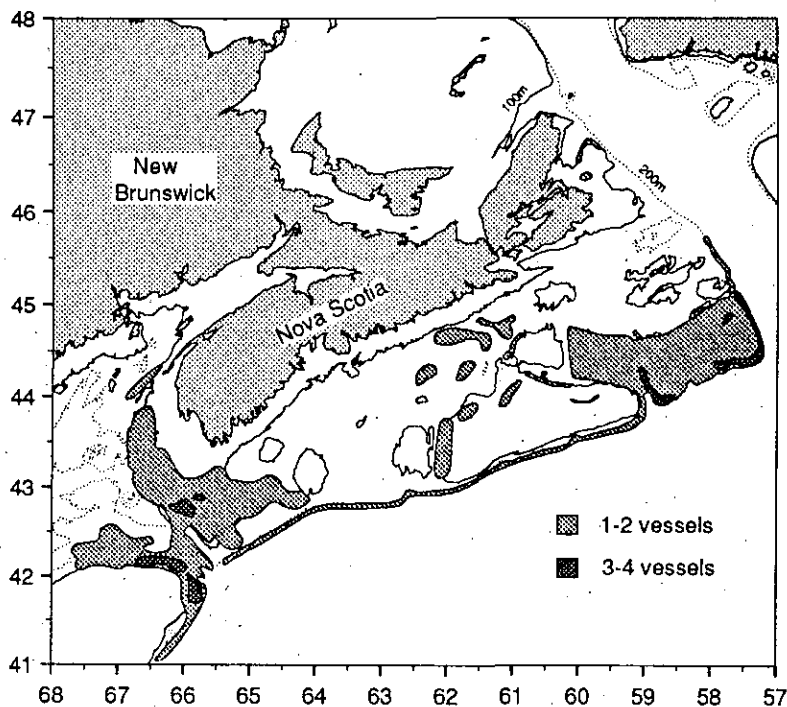 48
47
46
45
44
43
42
41
100m
200m
New
Brunswick
Nova Scotia
1-2 vessels
3-4 vessels
68 67 66 65 64 63 62 61 60 59 58 57